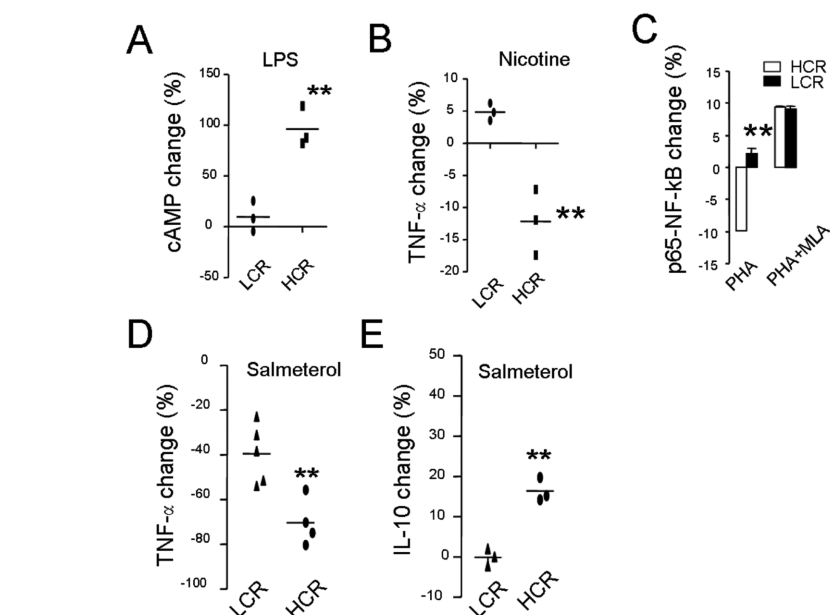 A
LPS
cAMP change (%)
150
100
50
0
-50
**
LCR
HCR
B
Nicotine
TNF-α change (%)
10
5
0
-5
-10
-15
-20
**
LCR
HCR
C
HCR
LCR
p65-NF-kB change (%)
15
10
5
0
-5
-10
-15
**
PHA
PHA+MLA
D
Salmeterol
TNF-α change (%)
0
-20
-40
-60
-80
-100
**
LCR
HCR
E
Salmeterol
IL-10 change (%)
50
40
30
20
10
0
-10
**
LCR
HCR